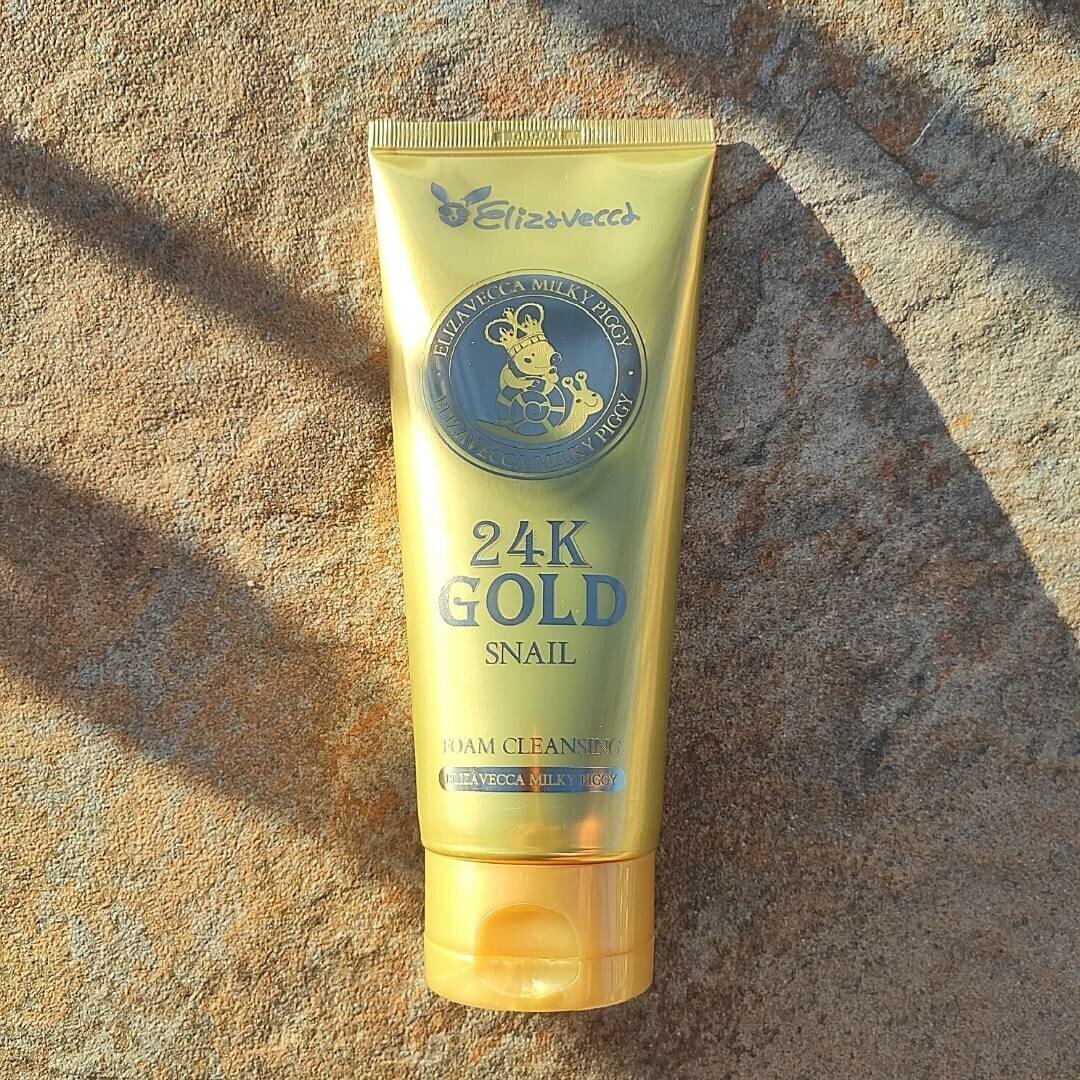 Elizavecca
ELIZAVECCA MILKY PIGGY
ELIZAVECCA MILKY PIGGY
24K
GOLD
SNAIL
FOAM CLEANSING
ELIZAVECCA MILKY PIGGY